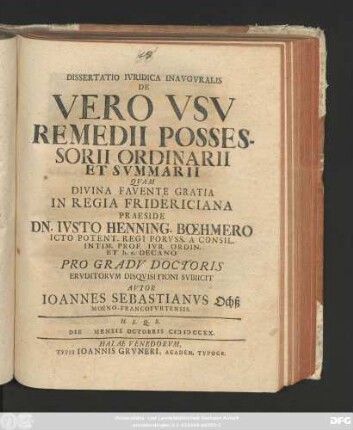 DISSERTATIO IVRIDICA INAVGVRALIS
DE
VERO VSV
REMEDII POSSES-
SORII ORDINARII
ET SVMMARII
QVAM
DIVINA FAVENTE GRATIA
IN REGIA FRIDERICIANA
PRAESIDE
DN. IVSTO HENNING. BŒHMERO
ICTO POTENT. REGI PORVSS. A CONSIL.
INTIM. PROF. IVR ORDIN.
ET h. t. DECANO
PRO GRADV DOCTORIS
ERVDITORVM DISQVISITIONI SVBIICIT
AVTOR
IOANNES SEBASTIANVS Ochß
MOENO-FRANCOFVRTENSIS.
H. L. Q. S.
DIE MENSIS OCTOBRIS CIƆIƆCCXX.
HALAE VENEDORVM,
TYPIS IOANNIS GRVNERI, ACADEM. TYPOGR.
DFG